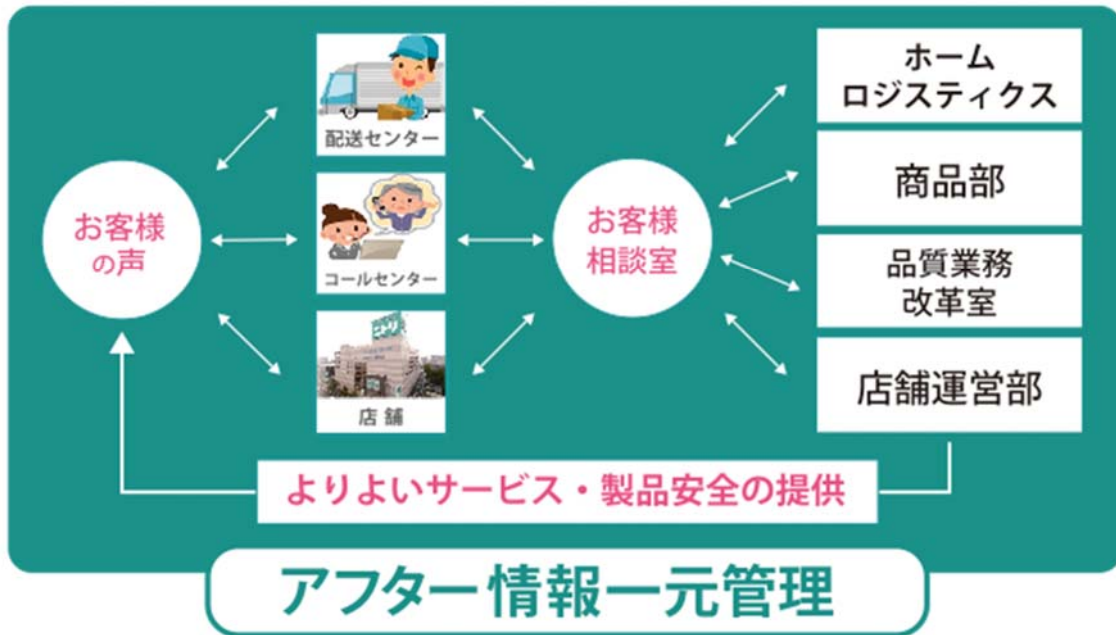 お客様
の声
配送センター
コールセンター
ニトリ
店舗
お客様
相談室
ホーム
ロジスティクス
商品部
品質業務
改革室
店舗運営部
よりよいサービス・製品安全の提供
アフター情報一元管理